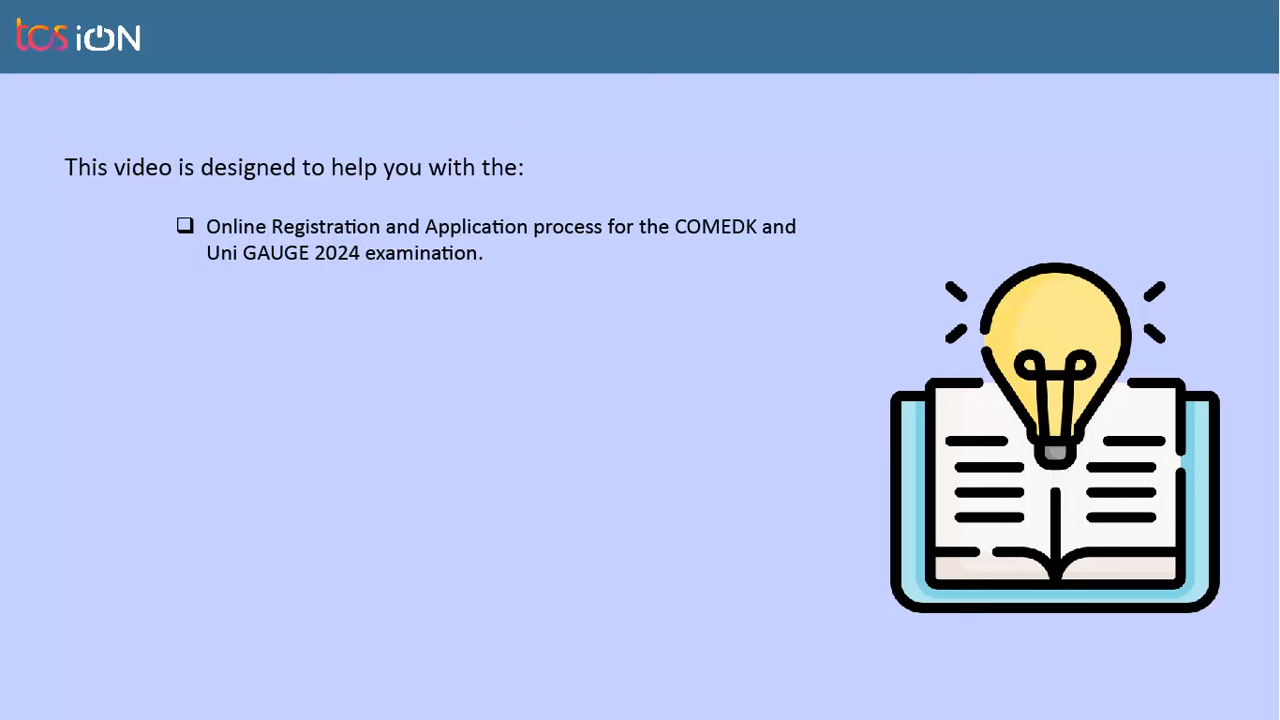 tcs iON
This video is designed to help you with the:
❑ Online Registration and Application process for the COMEDK and
Uni GAUGE 2024 examination.